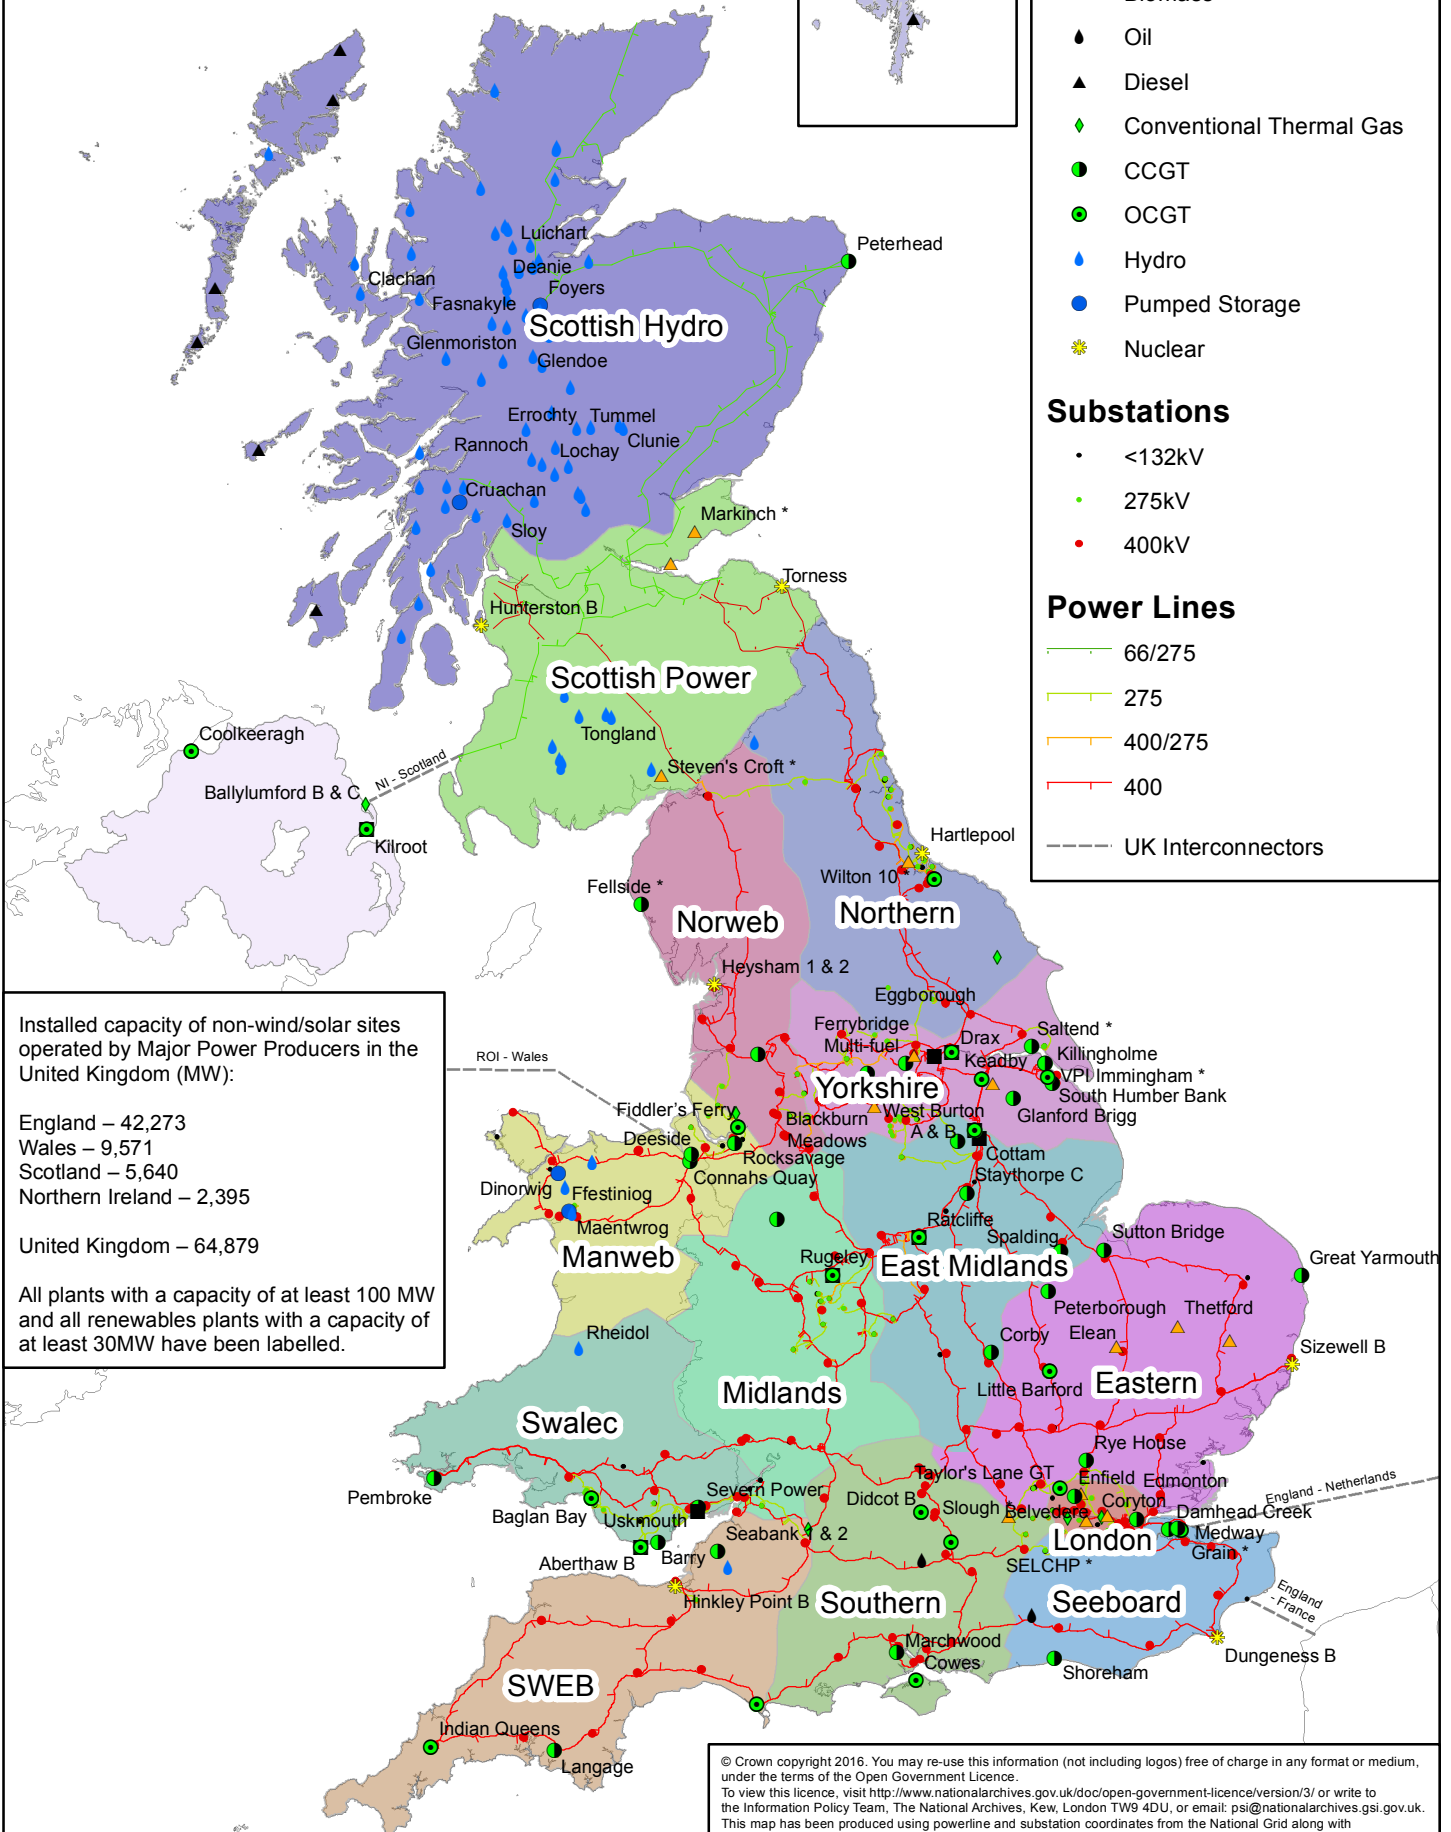 Biomass
Oil
Diesel
Conventional Thermal Gas
CCGT
OCGT
Hydro
Pumped Storage
Nuclear
Substations
<132kV
275kV
400kV
Power Lines
66/275
275
400/275
400
UK Interconnectors
Luichart
Peterhead
Deanie
Clachan
Foyers
Fasnakyle
Scottish Hydro
Glenmoriston
Glendoe
Errochty
Tummel
Rannoch
Clunie
Lochay
Cruachan
Markinch *
Sloy
Torness
Hunterston B
Scottish Power
Tongland
Coolkeeragh
NI - Scotland
Steven's Croft *
Ballylumford B & C
Kilroot
Hartlepool
Wilton 10 *
Fellside *
Norweb
Northern
Heysham 1 & 2
Eggborough
Installed capacity of non-wind/solar sites
operated by Major Power Producers in the
United Kingdom (MW):
England – 42,273
Wales – 9,571
Scotland – 5,640
Northern Ireland – 2,395
United Kingdom – 64,879
All plants with a capacity of at least 100 MW
and all renewables plants with a capacity of
at least 30MW have been labelled.
Ferrybridge
Multi-fuel
Drax
Saltend *
Keadby
Killingholme
VPI Immingham *
South Humber Bank
Glanford Brigg
ROI - Wales
Yorkshire
Fiddler's Ferry
Blackburn
Meadows
West Burton
A & B
Deeside
Rocksavage
Cottam
Connahs Quay
Staythorpe C
Dinorwig
Ffestiniog
Maentwrog
Manweb
Ratcliffe
Spalding
Sutton Bridge
Rugeley
East Midlands
Great Yarmouth
Peterborough
Thetford
Rheidol
Corby
Elean
Sizewell B
Midlands
Little Barford
Eastern
Swalec
Rye House
Pembroke
Taylor's Lane GT
Enfield
Edmonton
England - Netherlands
Severn Power
Didcot B
Slough *
Belvedere
Coryton
Damhead Creek
Baglan Bay
Uskmouth
Seabank 1 & 2
London
Medway
Grain *
Aberthaw B
Barry
SELCHP *
Hinkley Point B
Southern
Seeboard
England
- France
Marchwood
Cowes
Shoreham
Dungeness B
SWEB
Indian Queens
Langage
© Crown copyright 2016. You may re-use this information (not including logos) free of charge in any format or medium,
under the terms of the Open Government Licence.
To view this licence, visit http://www.nationalarchives.gov.uk/doc/open-government-licence/version/3/ or write to
the Information Policy Team, The National Archives, Kew, London TW9 4DU, or email: psi@nationalarchives.gsi.gov.uk.
This map has been produced using powerline and substation coordinates from the National Grid along with